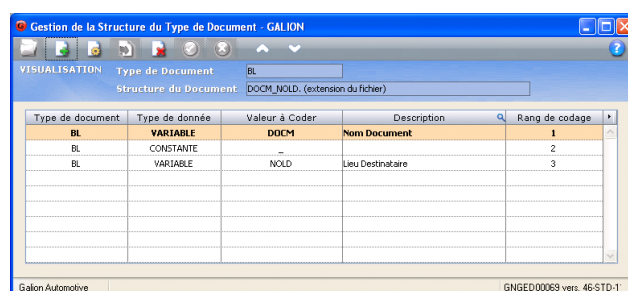 Gestion de la Structure du Type de Document - GALION
VISUALISATION Type de Document BL
Structure du Document DOCM_NOLD. (extension du fichier)
Type de document Type de donnée Valeur à Coder Description Rang de codage
BL VARIABLE DOCM Nom Document 1
BL CONSTANTE _ 2
BL VARIABLE NOLD Lieu Destinataire 3
Galion Automotive GNGED00069 vers. 46-STD-1